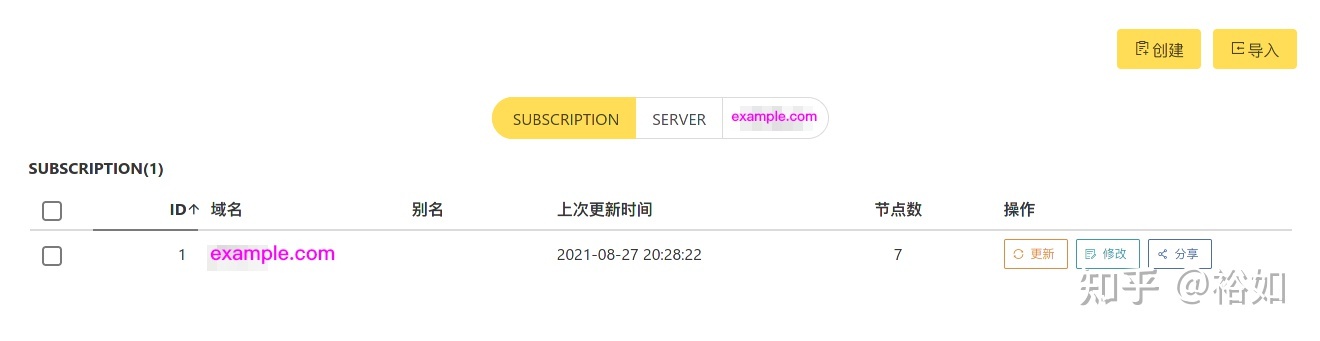 创建 导入
SUBSCRIPTION SERVER example.com
SUBSCRIPTION(1)
ID↑ 域名 别名 上次更新时间 节点数 操作
1 example.com 2021-08-27 20:28:22 7 更新 修改 分享
知乎 @裕如